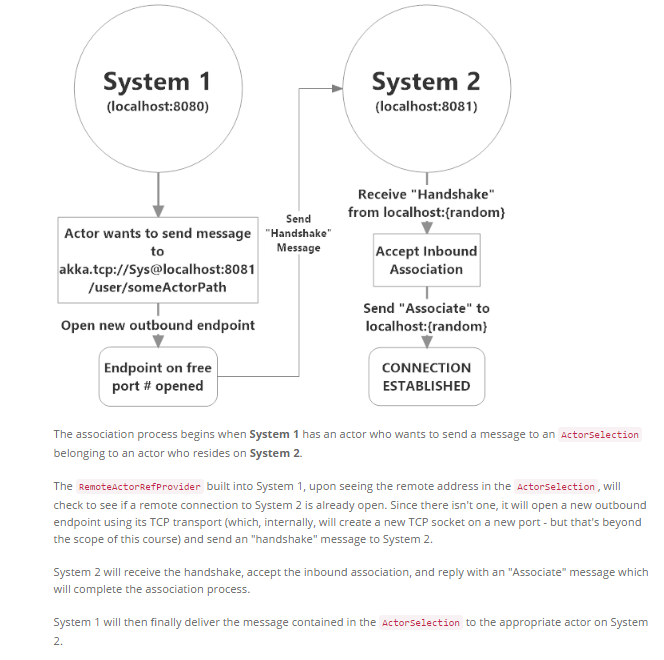 System 1
(localhost:8080)
System 2
(localhost:8081)
Actor wants to send message
to
akka.tcp://Sys@localhost:8081
/user/someActorPath
Open new outbound endpoint
Endpoint on free
port # opened
Send
"Handshake"
Message
Receive "Handshake"
from localhost:{random}
Accept Inbound
Association
Send "Associate" to
localhost:{random}
CONNECTION
ESTABLISHED
The association process begins when System 1 has an actor who wants to send a message to an ActorSelection
belonging to an actor who resides on System 2.
The RemoteActorRefProvider built into System 1, upon seeing the remote address in the ActorSelection, will
check to see if a remote connection to System 2 is already open. Since there isn't one, it will open a new outbound
endpoint using its TCP transport (which, internally, will create a new TCP socket on a new port - but that's beyond
the scope of this course) and send an "handshake" message to System 2.
System 2 will receive the handshake, accept the inbound association, and reply with an "Associate" message which
will complete the association process.
System 1 will then finally deliver the message contained in the ActorSelection to the appropriate actor on System
2.